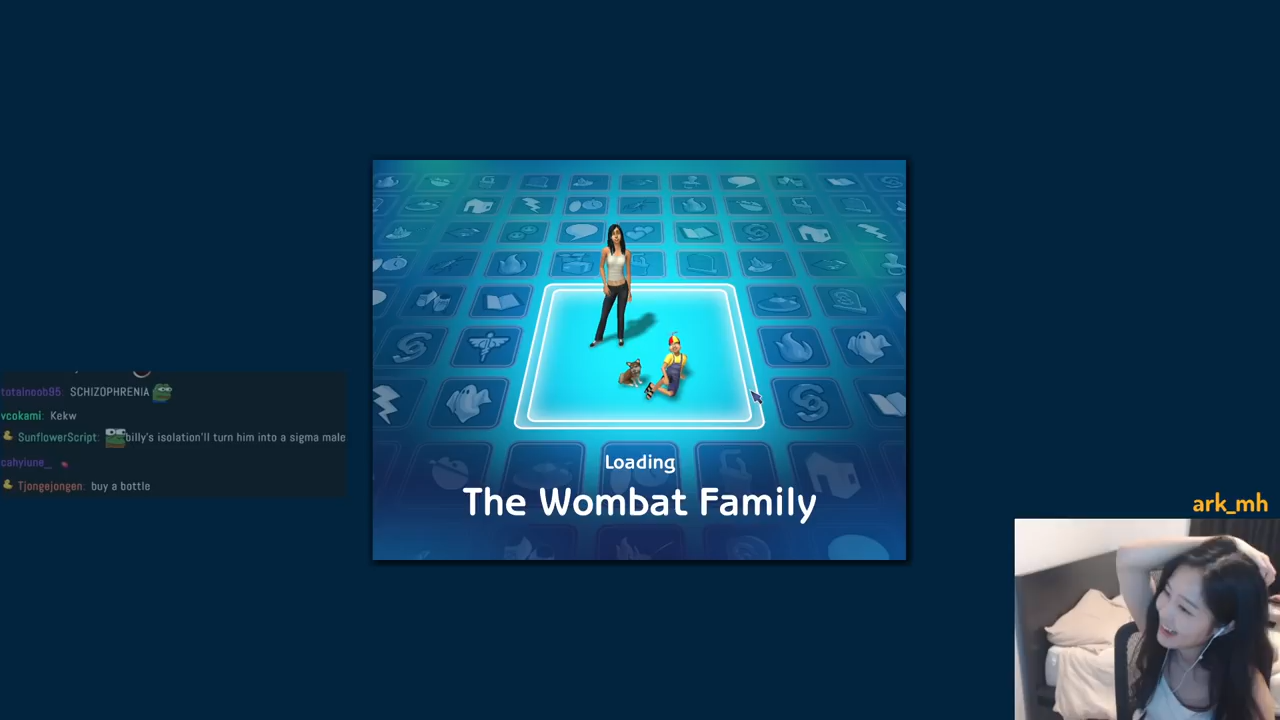 totalnoob95: SCHIZOPHRENIA
vcokami: Kekw
SunflowerScript: billy's isolation'll turn him into a sigma male
cahyiune_
Tjongejongen: buy a bottle
Loading
The Wombat Family
ark_mh